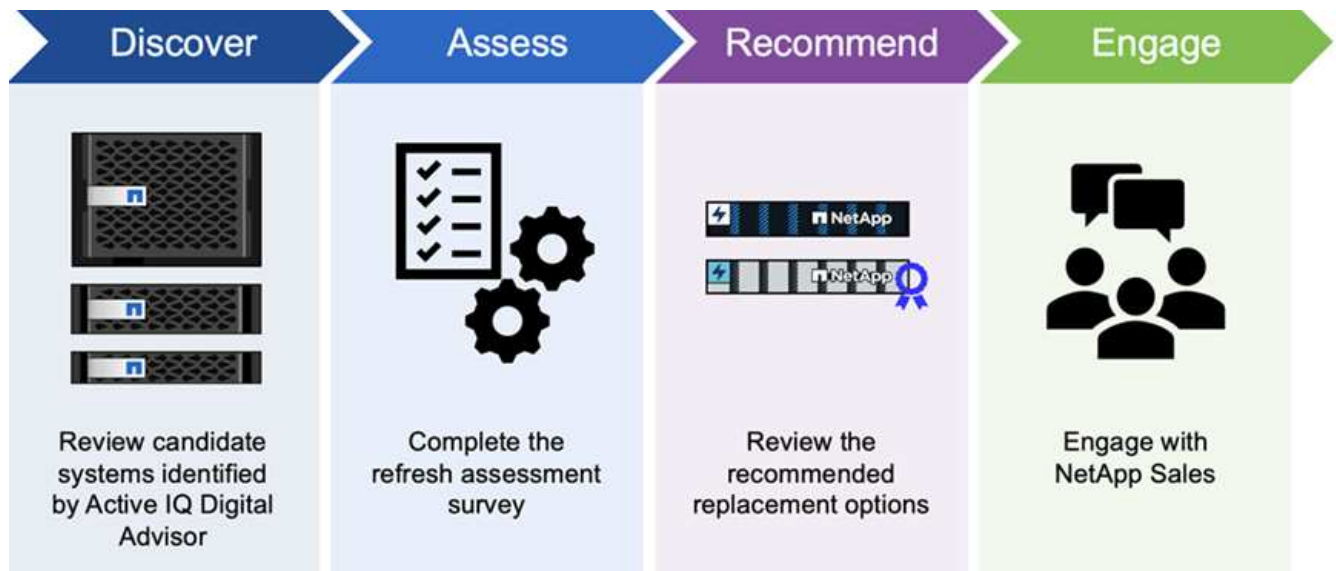 Discover
Assess
Recommend
Engage
NetApp
NetApp
Review candidate
systems identified
by Active IQ Digital
Advisor
Complete the
refresh assessment
survey
Review the
recommended
replacement options
Engage with
NetApp Sales